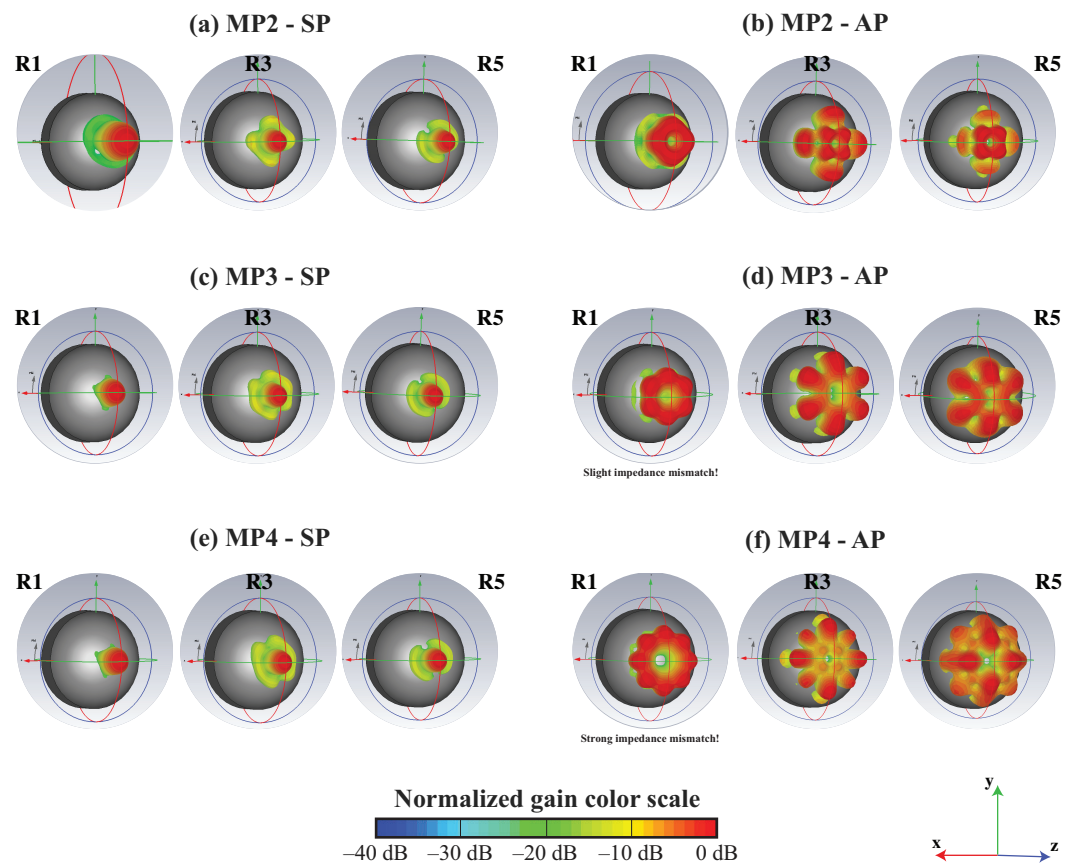 (a) MP2 - SP
(b) MP2 - AP
R1 R3 R5
R1 R3 R5
(c) MP3 - SP
(d) MP3 - AP
R1 R3 R5
R1 R3 R5
Slight impedance mismatch!
(e) MP4 - SP
(f) MP4 - AP
R1 R3 R5
R1 R3 R5
Strong impedance mismatch!
Normalized gain color scale
−40 dB −30 dB −20 dB −10 dB 0 dB
y
x z